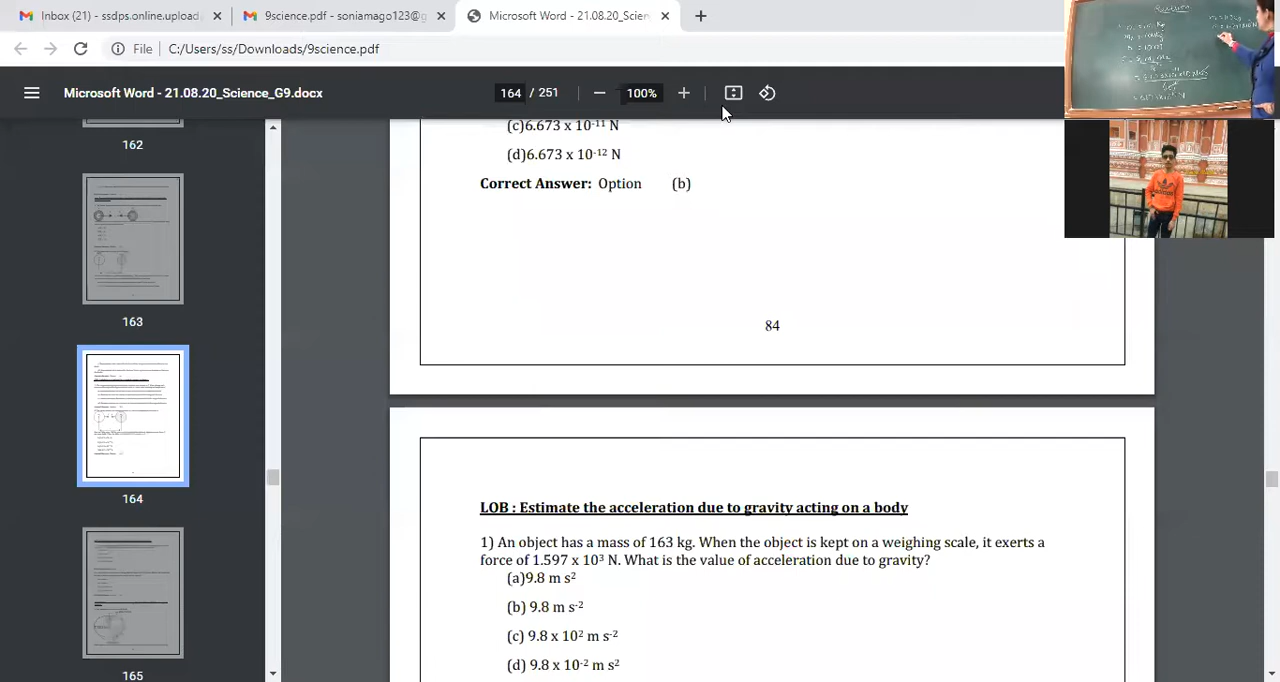 Inbox (21) - ssdps.online.upload
9science.pdf - soniamago123@g
Microsoft Word - 21.08.20_Scien
File
C:/Users/ss/Downloads/9science.pdf
Microsoft Word - 21.08.20_Science_G9.docx
164 / 251
100%
162
163
164
165
(c)6.673 x 10⁻¹¹ N
(d)6.673 x 10⁻¹² N
Correct Answer: Option (b)
84
LOB : Estimate the acceleration due to gravity acting on a body
1) An object has a mass of 163 kg. When the object is kept on a weighing scale, it exerts a
force of 1.597 x 10³ N. What is the value of acceleration due to gravity?
(a)9.8 m s²
(b) 9.8 m s⁻²
(c) 9.8 x 10² m s⁻²
(d) 9.8 x 10⁻² m s²